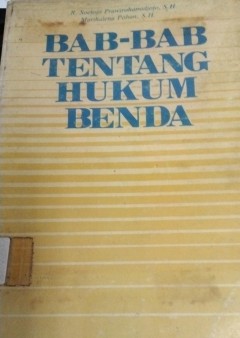 R. Soetojo Prawirohamidjojo, S.H.
Marthalena Pohan, S.H.
BAB-BAB
TENTANG
HUKUM
BENDA